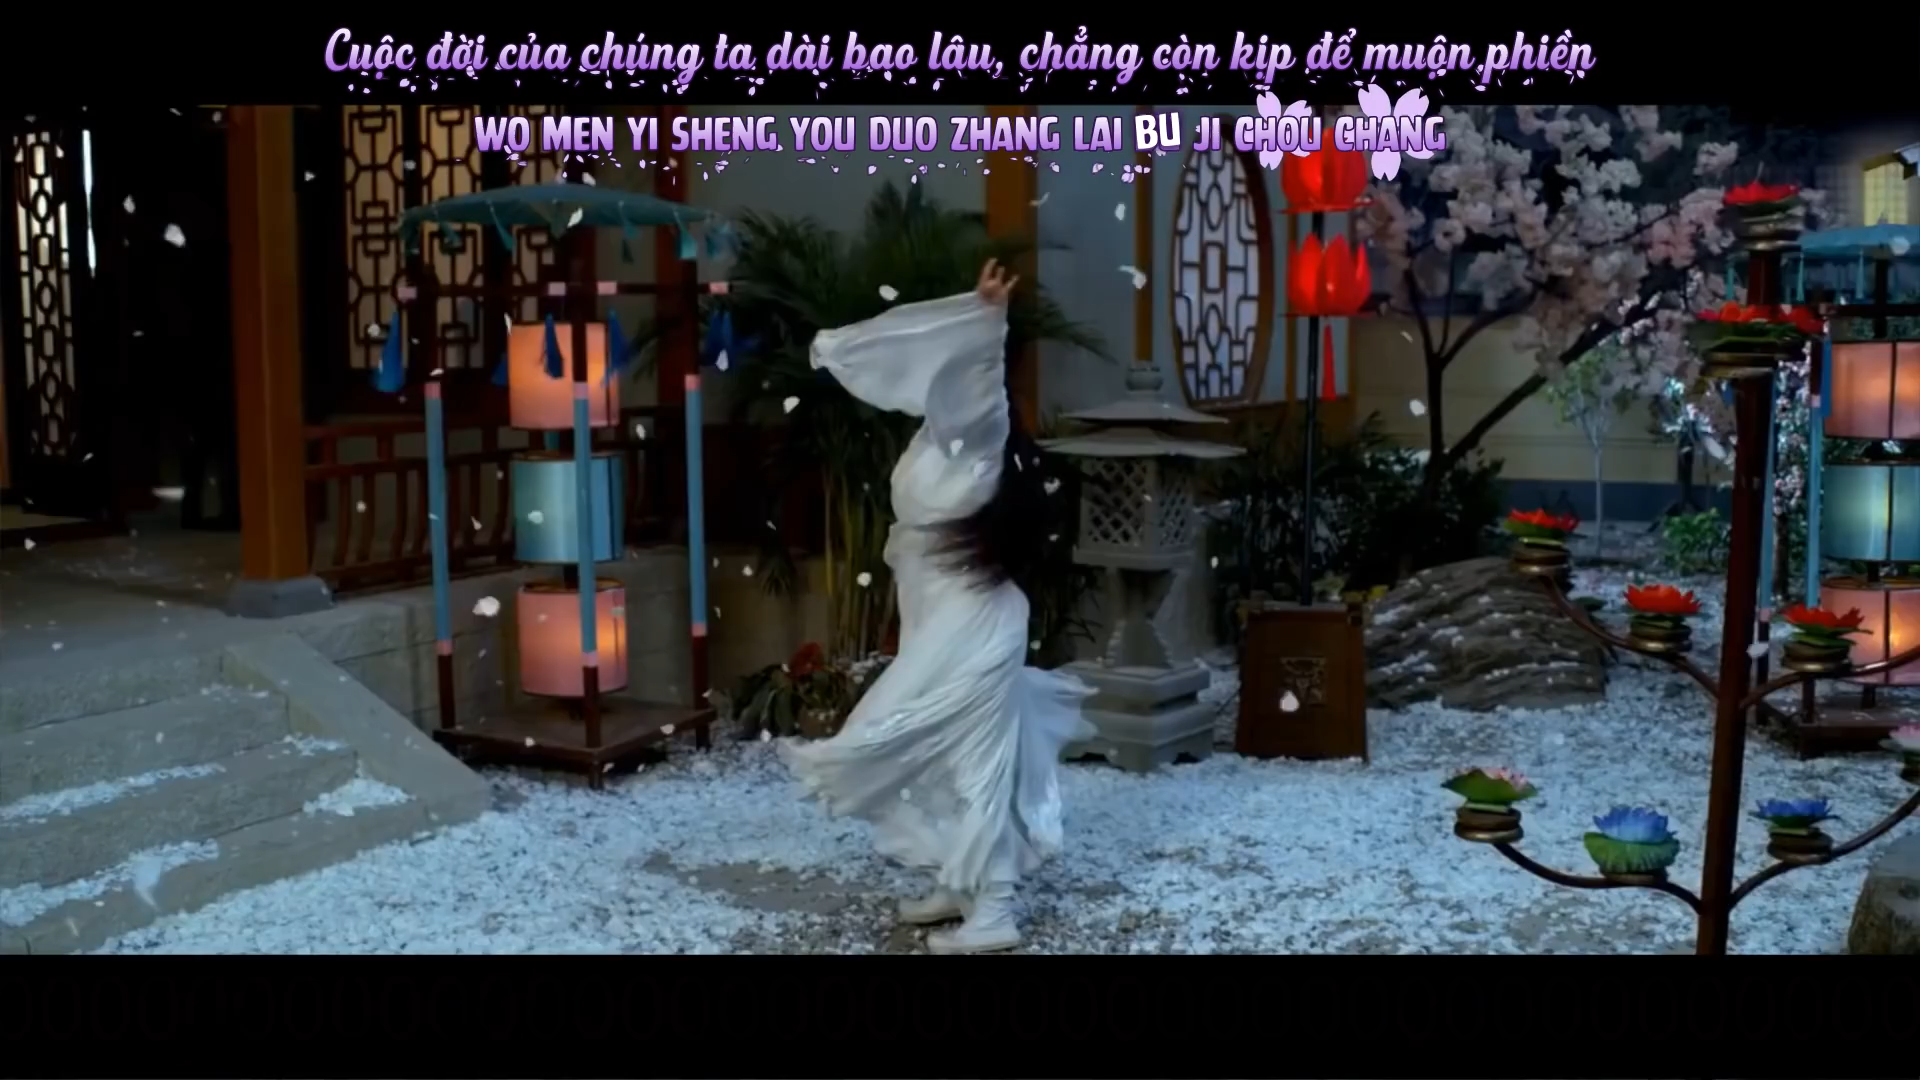 Cuộc đời của chúng ta dài bao lâu, chẳng còn kịp để muộn phiền
WO MEN YI SHENG YOU DUO ZHANG LAI BU JI CHOU CHANG